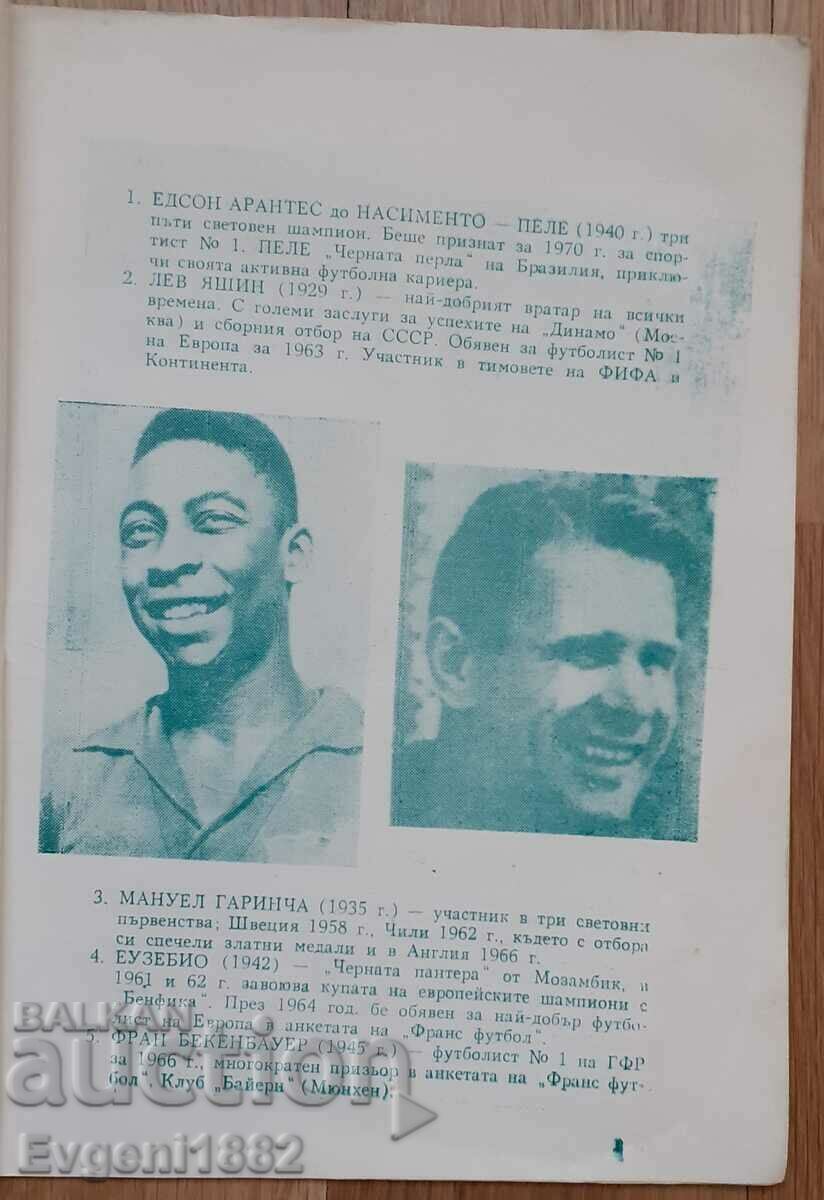 1. ЕДСОН АРАНТЕС до НАСИМЕНТО — ПЕЛЕ (1940 г.) три
пъти световен шампион. Беше признат за 1970 г. за спор-
тист № 1. ПЕЛЕ „Черната перла" на Бразилия, приклю-
чи своята активна футболна кариера.
2. ЛЕВ ЯШИН (1929 г.) — най-добрият вратар на всички
времена. С големи заслуги за успехите на „Динамо" (Мос-
ква) и сборния отбор на СССР. Обявен за футболист № 1
на Европа за 1963 г. Участник в тимовете на ФИФА и
Континента.
3. МАНУЕЛ ГАРИНЧА (1935 г.) — участник в три световни
първенства; Швеция 1958 г., Чили 1962 г., където с отбора
си спечели златни медали и в Англия 1966 г.
4. ЕУЗЕБИО (1942) — „Черната пантера" от Мозамбик, в
1961 и 62 г. завоюва купата на европейските шампиони с
„Бенфика". През 1964 год. бе обявен за най-добър футбо-
лист на Европа в анкетата на „Франс футбол".
5. ФРАН БЕКЕНБАУЕР (1945 г.) — футболист № 1 на ГФР
за 1966 г., многократен призьор в анкетата на „Франс фут-
бол". Клуб „Байерн" (Мюнхен).
BALKAN
auction
Evgeni1882